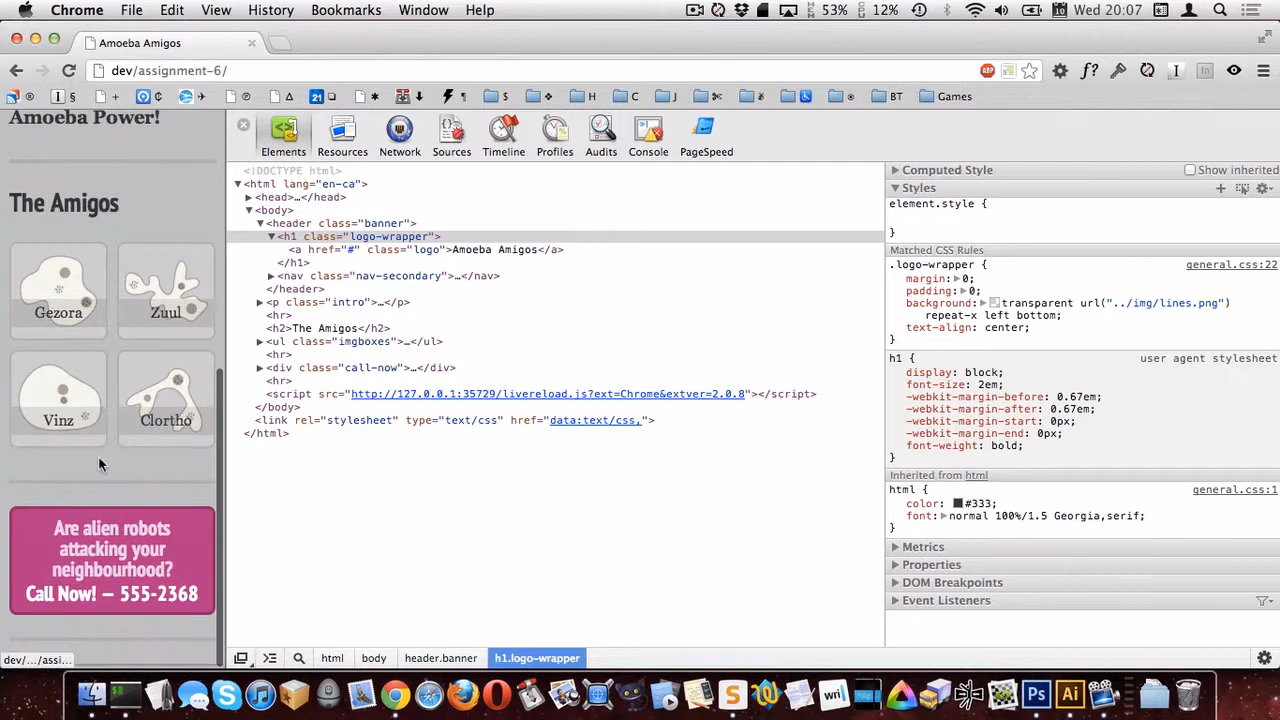 Chrome File Edit View History Bookmarks Window Help 53% 12% Wed 20:07
Amoeba Amigos
dev/assignment-6/
Games
BT
Amoeba Power!
The Amigos
Gezora Zuul
Vinz Clortho
Are alien robots
attacking your
neighbourhood?
Call Now! – 555-2368
dev/.../assi...
Elements Resources Network Sources Timeline Profiles Audits Console PageSpeed
<!DOCTYPE html>
<html lang="en-ca">
<head>…</head>
<body>
<header class="banner">
<h1 class="logo-wrapper">
<a href="#" class="logo">Amoeba Amigos</a>
</h1>
<nav class="nav-secondary">…</nav>
</header>
<p class="intro">…</p>
<hr>
<h2>The Amigos</h2>
<ul class="imgboxes">…</ul>
<hr>
<div class="call-now">…</div>
<hr>
<script src="http://127.0.0.1:35729/livereload.js?ext=Chrome&extver=2.0.8"></script>
</body>
<link rel="stylesheet" type="text/css" href="data:text/css,">
</html>
html body header.banner h1.logo-wrapper
Computed Style Show inherited
Styles
element.style {
}
Matched CSS Rules
.logo-wrapper { general.css:22
margin: 0;
padding: 0;
background: transparent url("../img/lines.png")
repeat-x left bottom;
text-align: center;
}
h1 { user agent stylesheet
display: block;
font-size: 2em;
-webkit-margin-before: 0.67em;
-webkit-margin-after: 0.67em;
-webkit-margin-start: 0px;
-webkit-margin-end: 0px;
font-weight: bold;
}
Inherited from html
html { general.css:1
color: #333;
font: normal 100%/1.5 Georgia,serif;
}
Metrics
Properties
DOM Breakpoints
Event Listeners